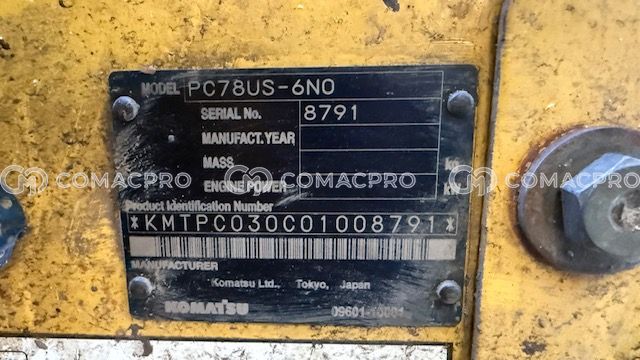 MODEL PC78US-6N0
SERIAL No. 8791
MANUFACT.YEAR
MASS kg
COMACPRO COMACPRO COMACPRO
ENGINE POWER kW
Product Identification Number
*KMTPC030C01008791*
MANUFACTURER
Komatsu Ltd., Tokyo, Japan
KOMATSU